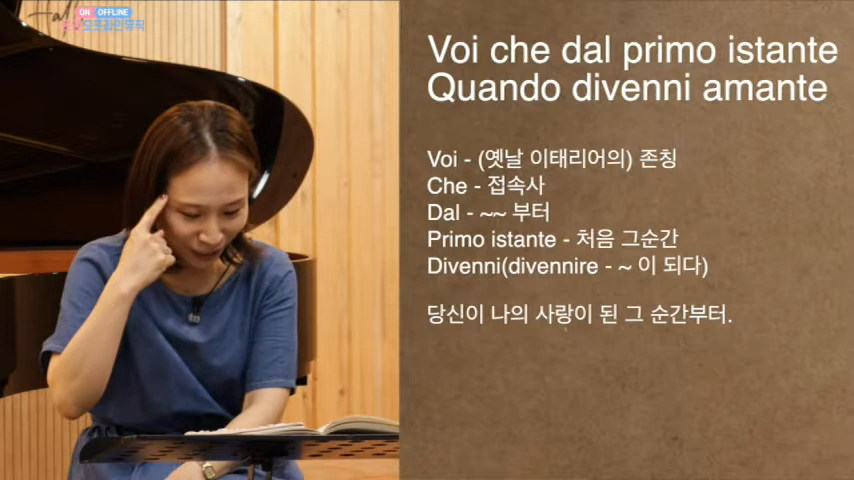 ON OFFLINE
Voi che dal primo istante
Quando divenni amante
Voi - (옛날 이태리어의) 존칭
Che - 접속사
Dal - ~~ 부터
Primo istante - 처음 그순간
Divenni(divennire - ~ 이 되다)
당신이 나의 사랑이 된 그 순간부터.